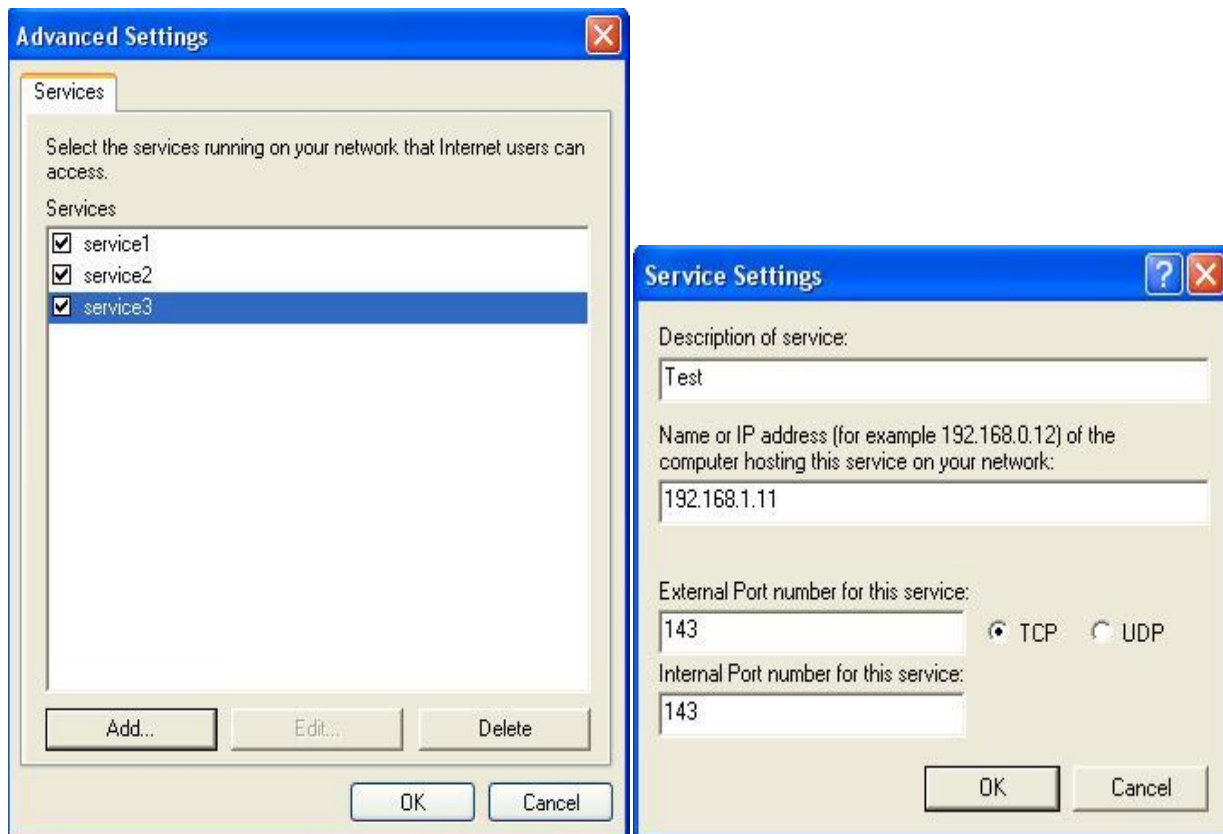 Advanced Settings
Services
Select the services running on your network that Internet users can
access.
Services
service1
service2
service3
Add...
Edit...
Delete
OK
Cancel
Service Settings
Description of service:
Test
Name or IP address (for example 192.168.0.12) of the
computer hosting this service on your network:
192.168.1.11
External Port number for this service:
143
TCP
UDP
Internal Port number for this service:
143
OK
Cancel